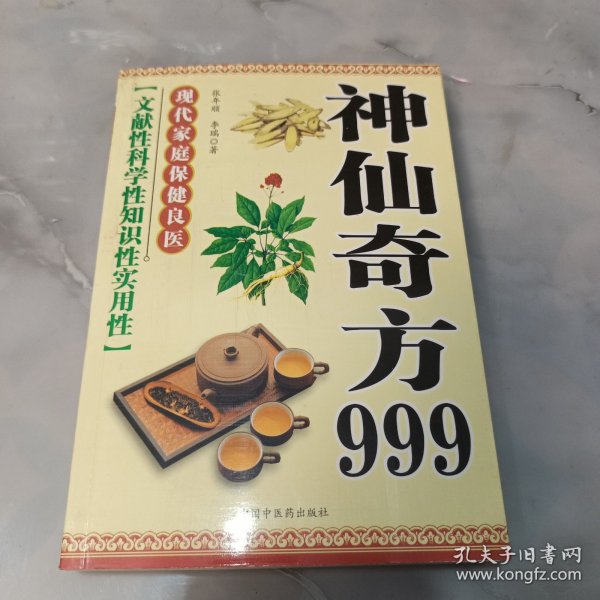 神仙奇方999
张年顺 李瑞 著
现代家庭保健良医
【文献性科学性知识性实用性】
中国中医药出版社
孔夫子旧书网
www.kongfz.com